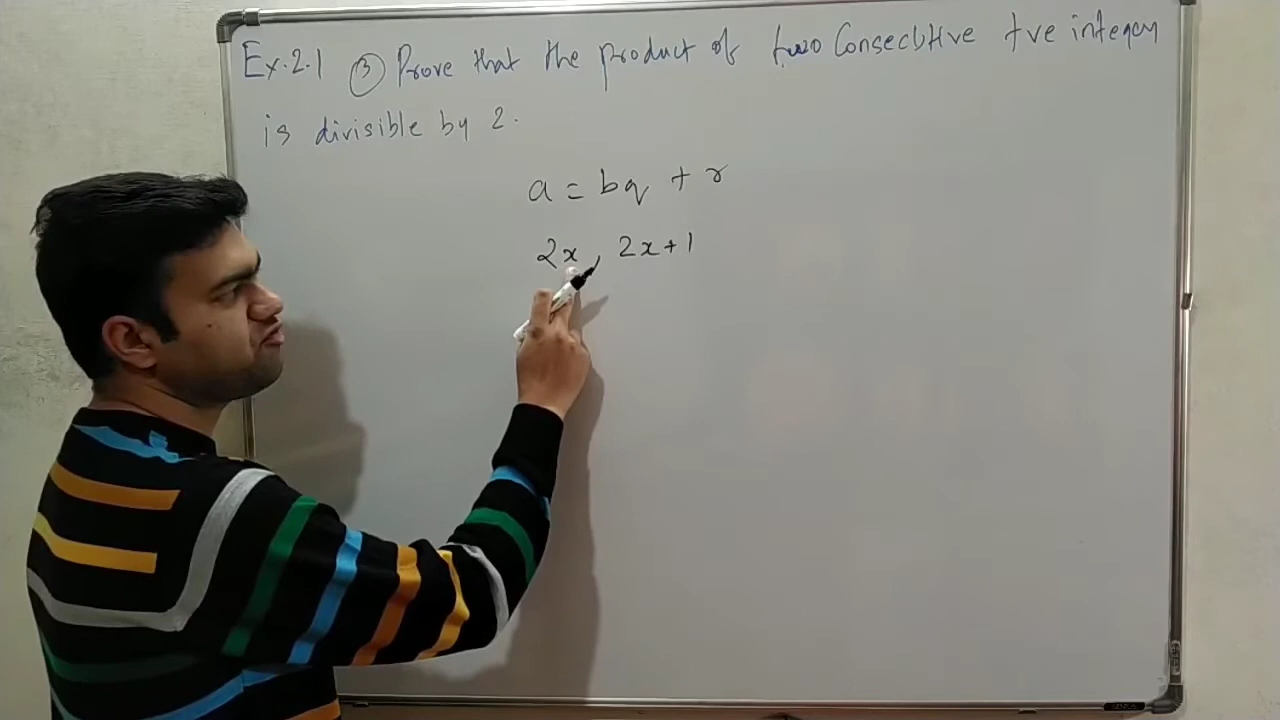 Ex.2.1 ③ Prove that the product of two Consecutive +ve integers
is divisible by 2.
a = bq + r
2x, 2x+1